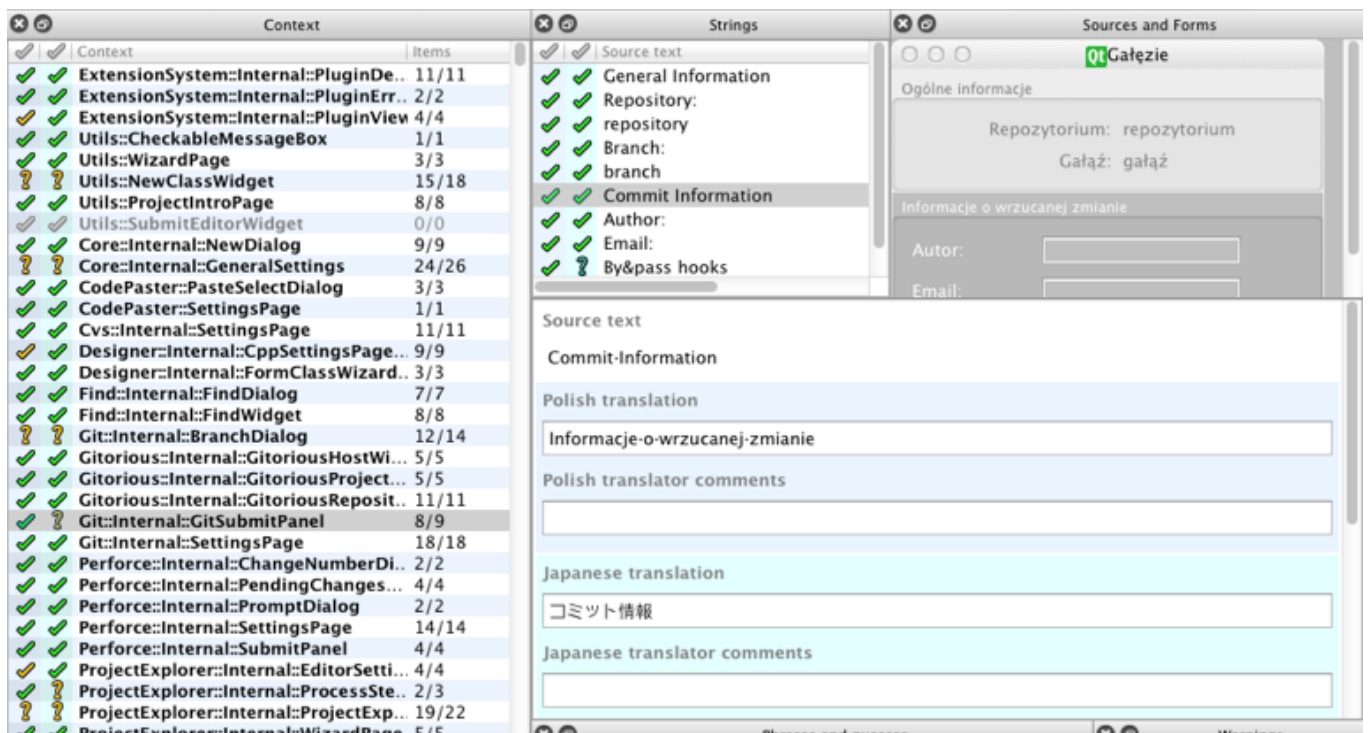 Context
Context Items
ExtensionSystem::Internal::PluginDe... 11/11
ExtensionSystem::Internal::PluginErr... 2/2
ExtensionSystem::Internal::PluginView 4/4
Utils::CheckableMessageBox 1/1
Utils::WizardPage 3/3
Utils::NewClassWidget 15/18
Utils::ProjectIntroPage 8/8
Utils::SubmitEditorWidget 0/0
Core::Internal::NewDialog 9/9
Core::Internal::GeneralSettings 24/26
CodePaster::PasteSelectDialog 3/3
CodePaster::SettingsPage 1/1
Cvs::Internal::SettingsPage 11/11
Designer::Internal::CppSettingsPage... 9/9
Designer::Internal::FormClassWizard... 3/3
Find::Internal::FindDialog 7/7
Find::Internal::FindWidget 8/8
Git::Internal::BranchDialog 12/14
Gitorious::Internal::GitoriousHostWi... 5/5
Gitorious::Internal::GitoriousProject... 5/5
Gitorious::Internal::GitoriousReposit... 11/11
Git::Internal::GitSubmitPanel 8/9
Git::Internal::SettingsPage 18/18
Perforce::Internal::ChangeNumberDi... 2/2
Perforce::Internal::PendingChanges... 4/4
Perforce::Internal::PromptDialog 2/2
Perforce::Internal::SettingsPage 14/14
Perforce::Internal::SubmitPanel 4/4
ProjectExplorer::Internal::EditorSetti... 4/4
ProjectExplorer::Internal::ProcessSte... 2/3
ProjectExplorer::Internal::ProjectExp... 19/22
ProjectExplorer::Internal::WizardPage 5/5
Strings
Source text
General Information
Repository:
repository
Branch:
branch
Commit Information
Author:
Email:
By&pass hooks
Sources and Forms
Qt Gałęzie
Ogólne informacje
Repozytorium: repozytorium
Gałąź: gałąź
Informacje o wrzucanej zmianie
Autor:
Email:
Source text
Commit·Information
Polish translation
Informacje·o·wrzucanej·zmianie
Polish translator comments
Japanese translation
コミット情報
Japanese translator comments
Phrases and guesses
Warnings